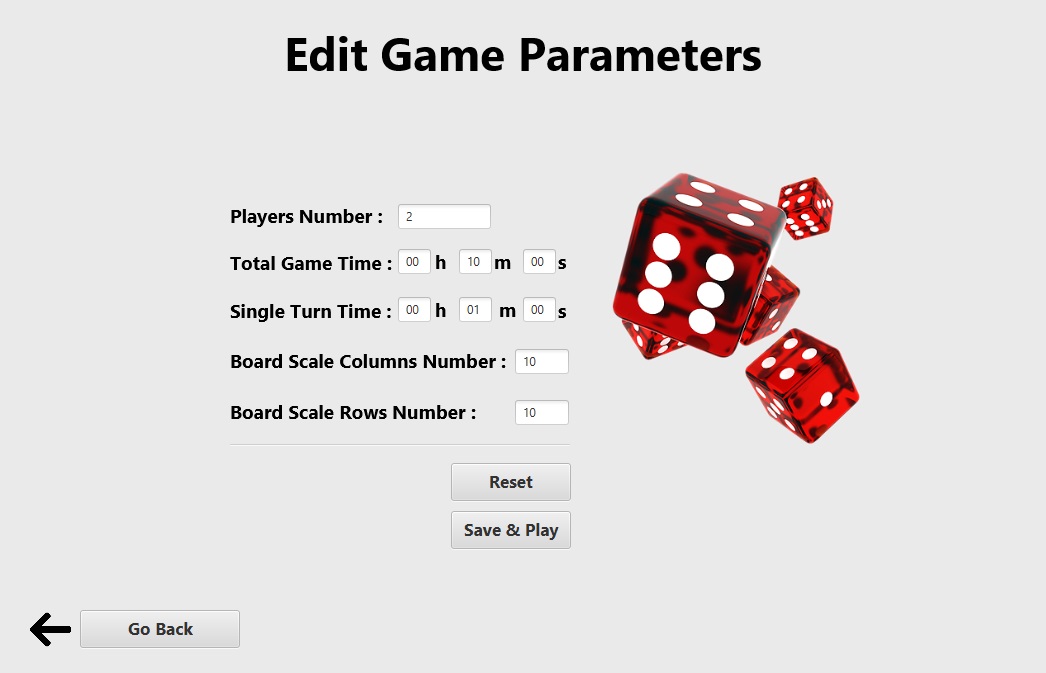 Edit Game Parameters
Players Number : 2
Total Game Time : 00 h 10 m 00 s
Single Turn Time : 00 h 01 m 00 s
Board Scale Columns Number : 10
Board Scale Rows Number : 10
Reset
Save & Play
Go Back